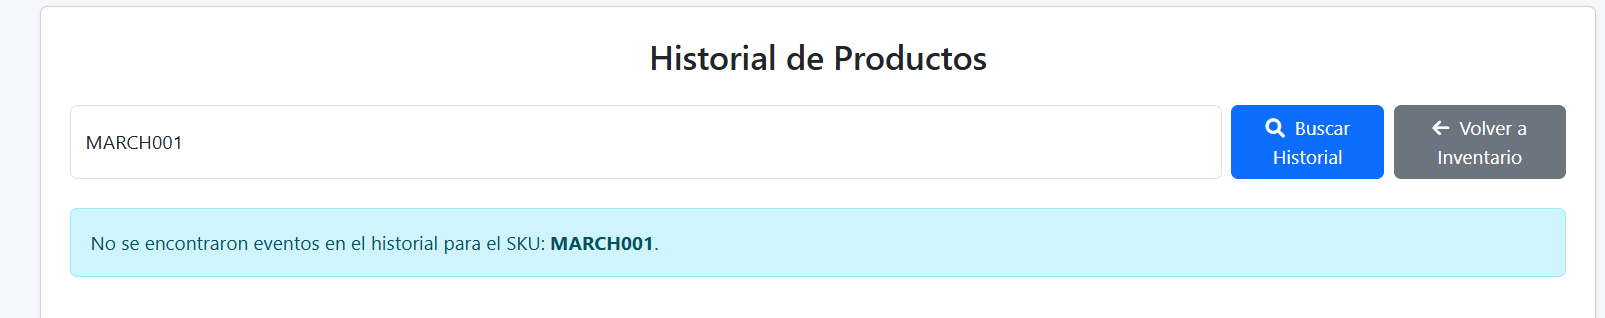 Historial de Productos
MARCH001
Buscar
Historial
Volver a
Inventario
No se encontraron eventos en el historial para el SKU: MARCH001.